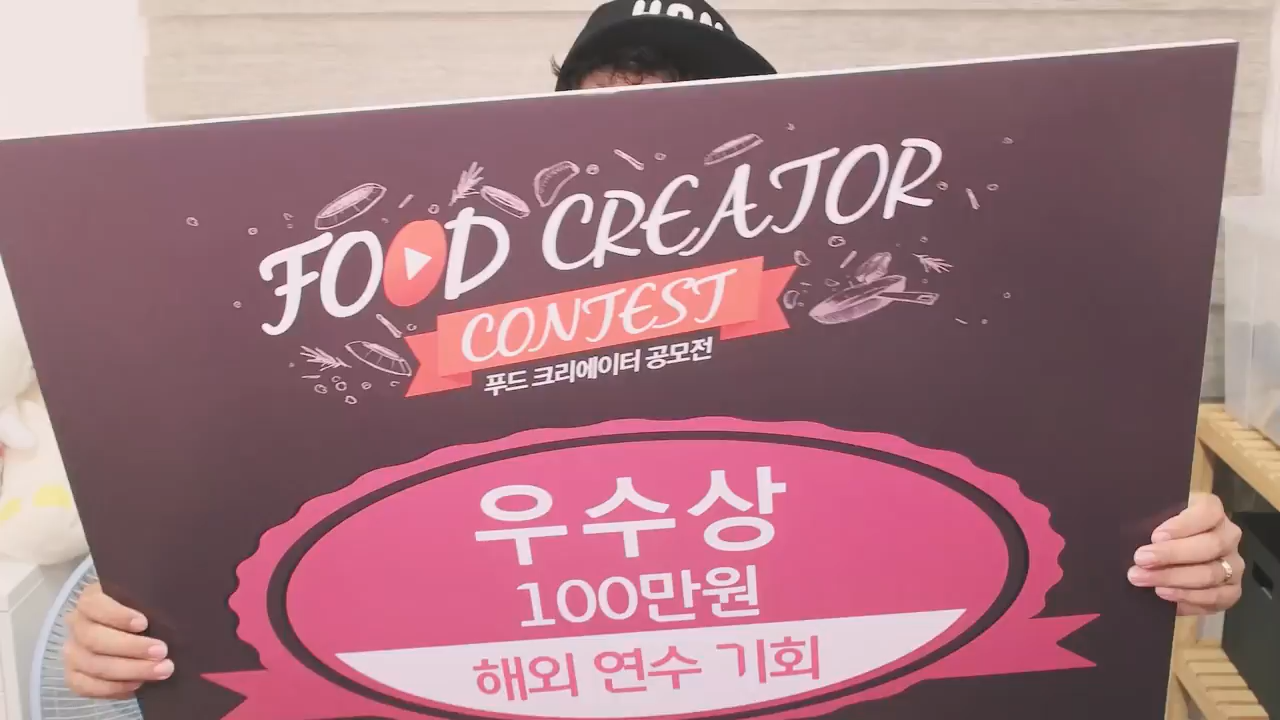 FOOD CREATOR
CONTEST
푸드 크리에이터 공모전
우수상
100만원
해외 연수 기회